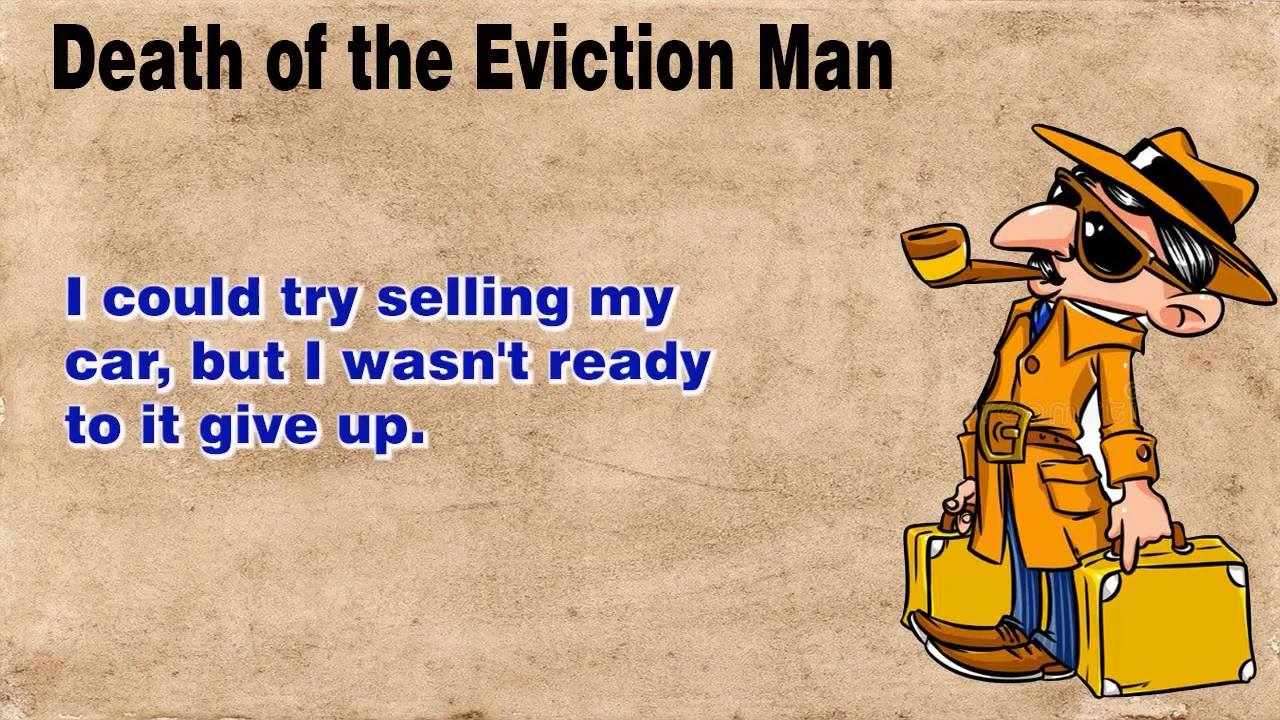 Death of the Eviction Man
I could try selling my
car, but I wasn't ready
to it give up.